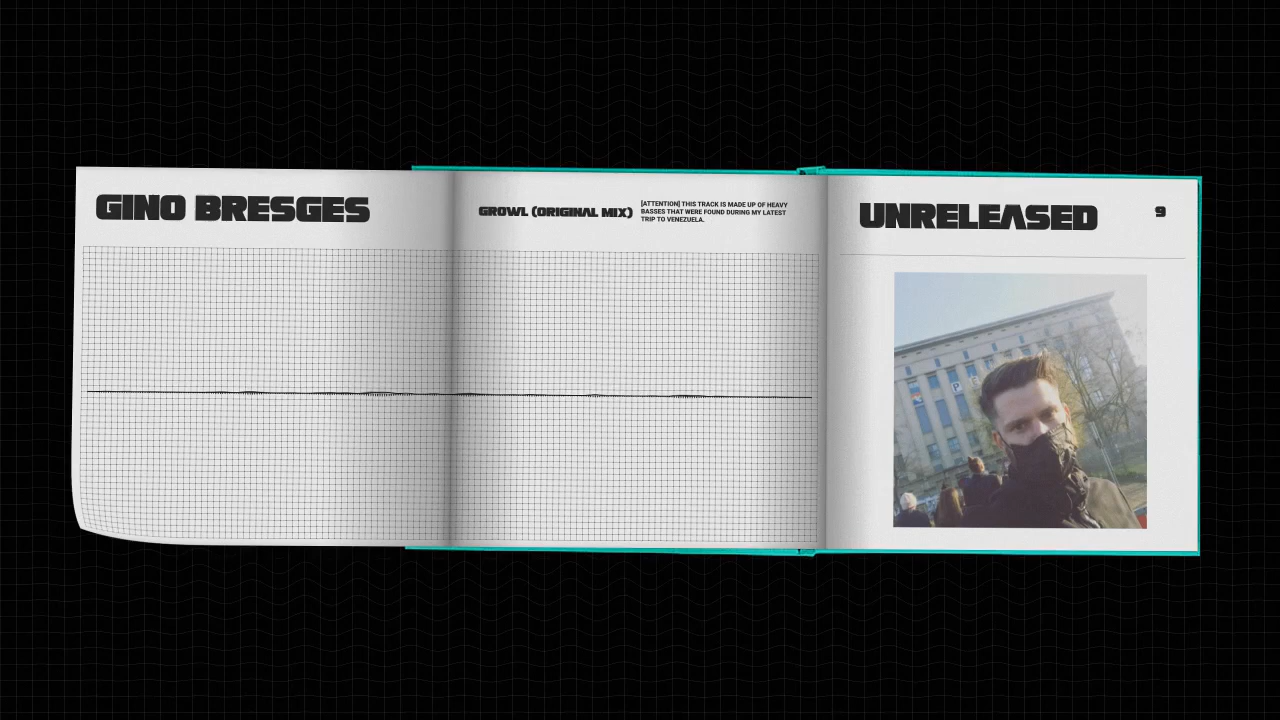 GINO BRESGES
GROWL (ORIGINAL MIX)
[ATTENTION] THIS TRACK IS MADE UP OF HEAVY
BASSES THAT WERE FOUND DURING MY LATEST
TRIP TO VENEZUELA.
UNRELEASED
9